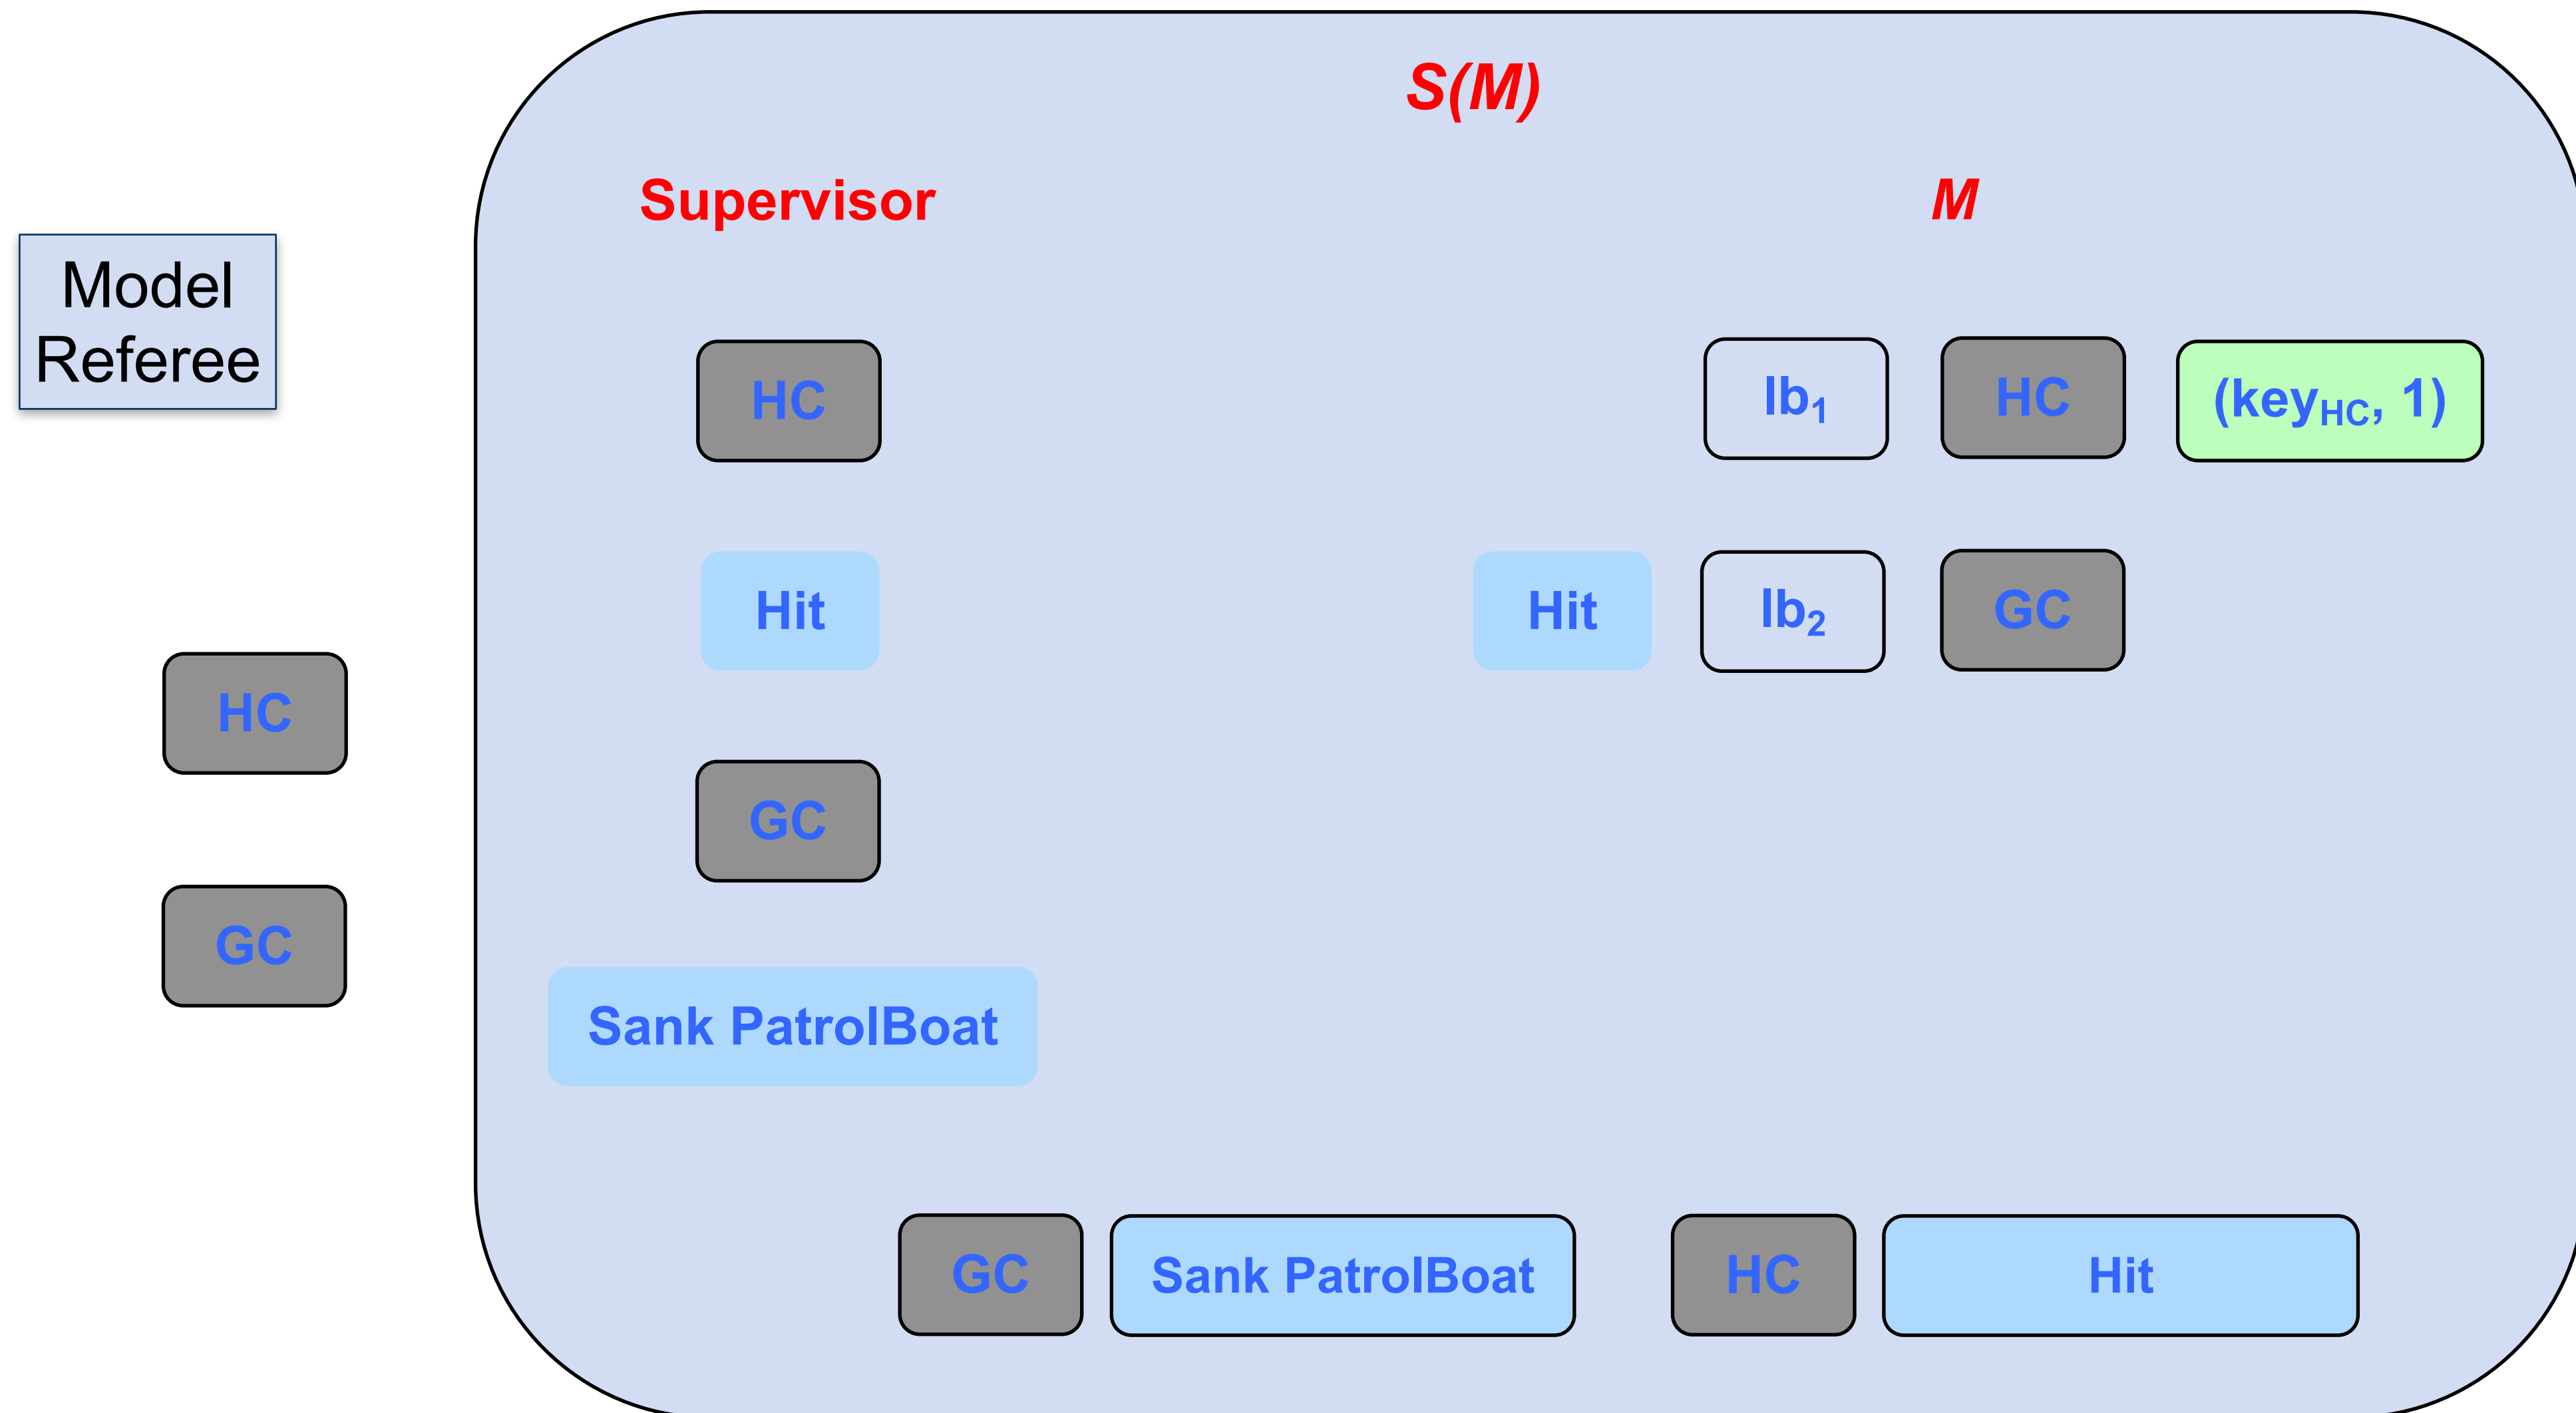 S(M)
Supervisor M
Model
Referee
HC lb₁ HC (key_HC, 1)
Hit Hit lb₂ GC
HC
GC
GC
Sank PatrolBoat
GC Sank PatrolBoat HC Hit